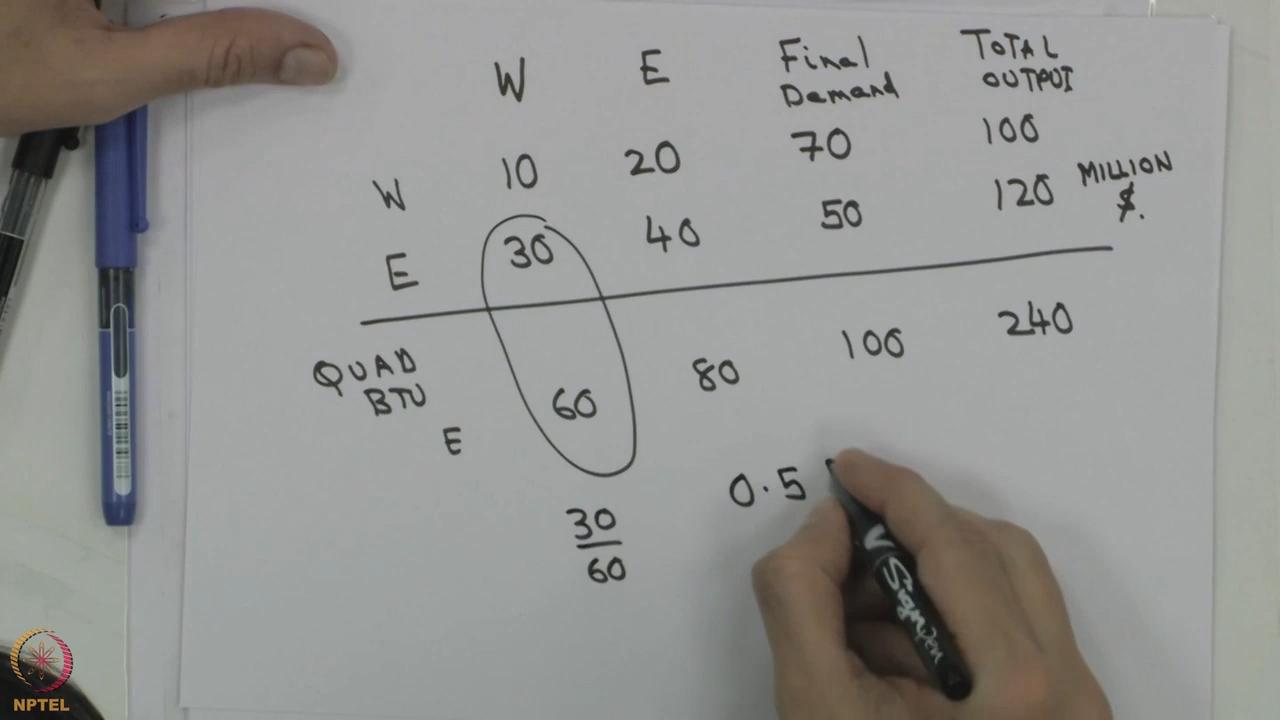 W E Final Demand TOTAL OUTPUT
W 10 20 70 100
E 30 40 50 120 MILLION $.
QUAD BTU
E 60 80 100 240
30
60
0.5
V Signpen
NPTEL